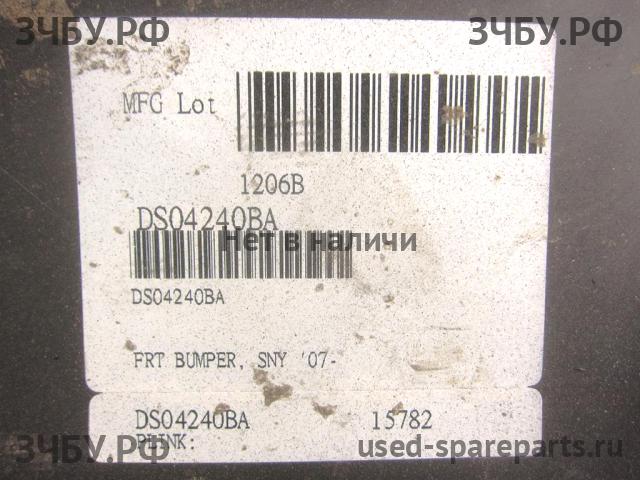 ЗЧБУ.РФ ЗЧБУ.РФ
MFG Lot
1206B
DS04240BA
Нет в наличи
DS04240BA
FRT BUMPER, SNY '07-
DS04240BA 15782
PLINK:
ЗЧБУ.РФ used-spareparts.ru